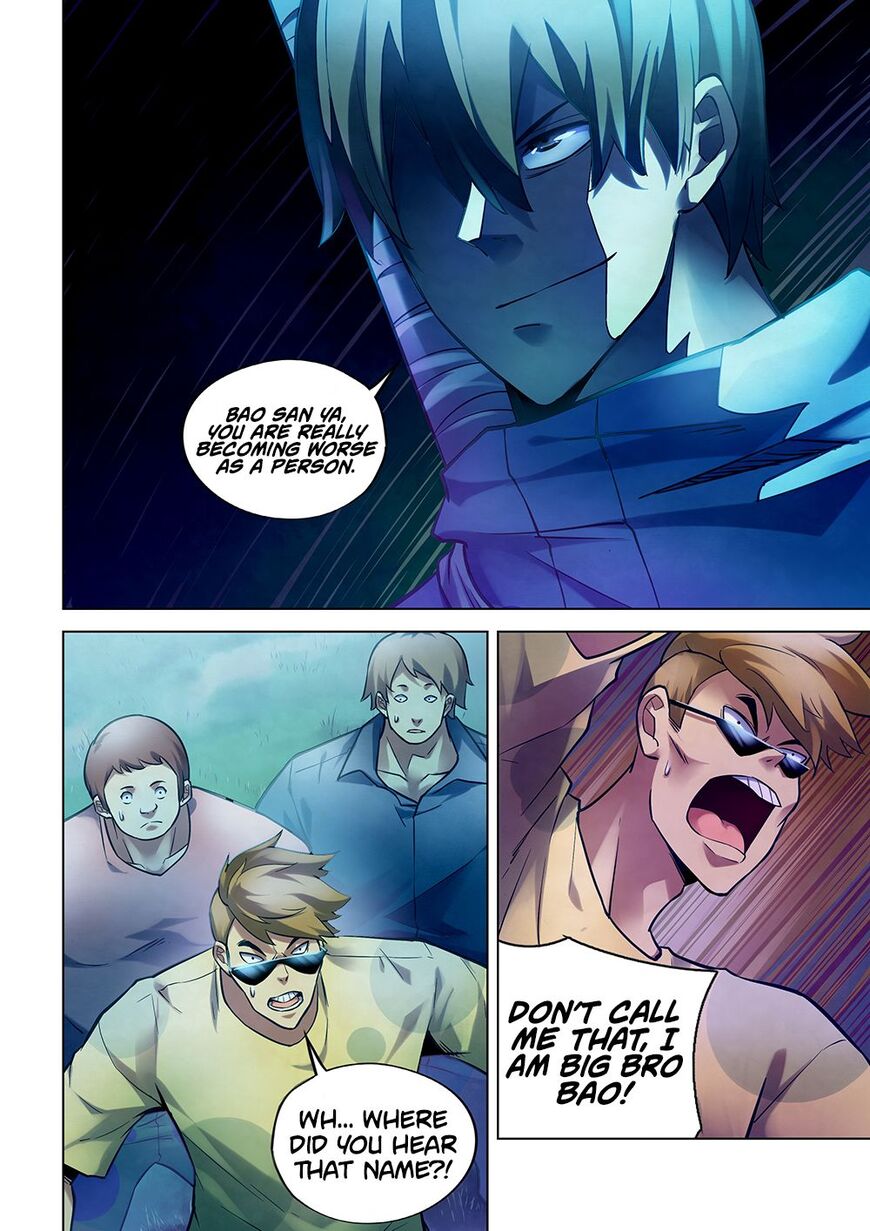 BAO SAN YA,
YOU ARE REALLY
BECOMING WORSE
AS A PERSON.
WH... WHERE
DID YOU HEAR
THAT NAME?!
DON'T CALL
ME THAT, I
AM BIG BRO
BAO!